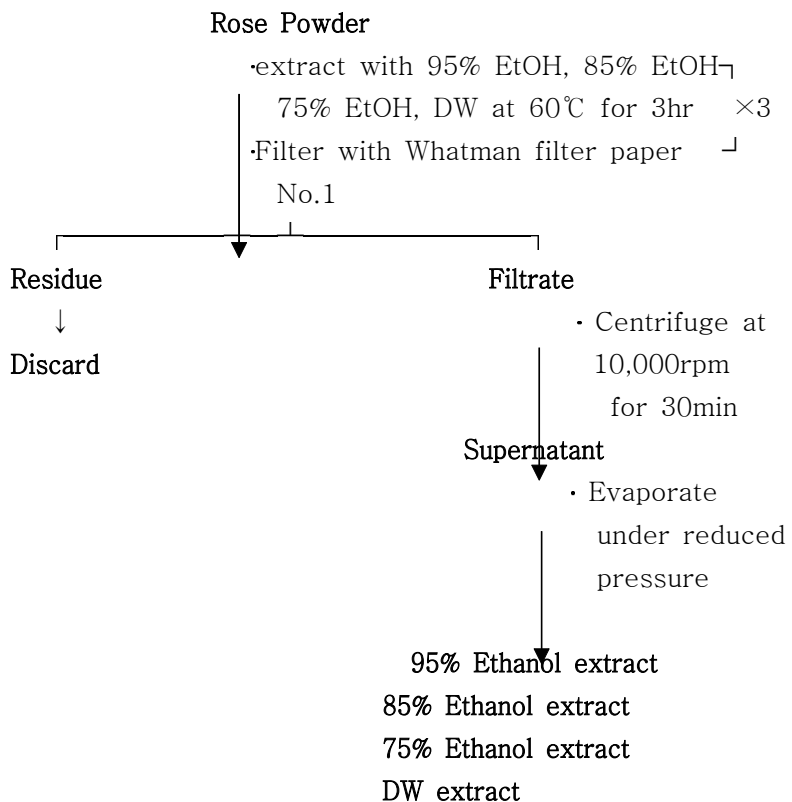 Rose Powder
·extract with 95% EtOH, 85% EtOH┐
75% EtOH, DW at 60℃ for 3hr ×3
·Filter with Whatman filter paper ┘
No.1
Residue
Filtrate
↓
· Centrifuge at
Discard
10,000rpm
for 30min
Supernatant
· Evaporate
under reduced
pressure
95% Ethanol extract
85% Ethanol extract
75% Ethanol extract
DW extract